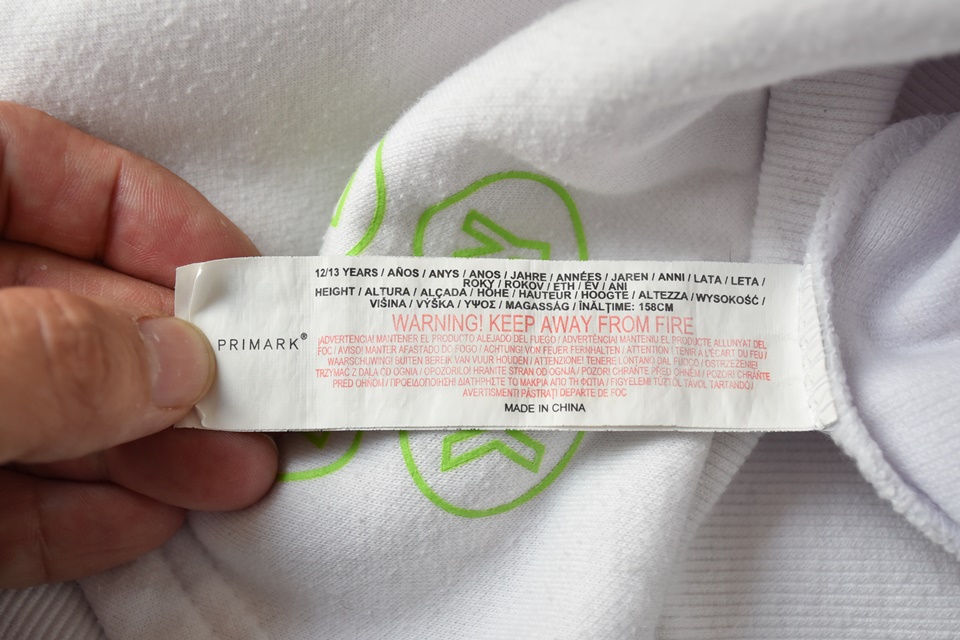 12/13 YEARS / AÑOS / ANYS / ANOS / JAHRE / ANNÉES / JAREN / ANNI / LATA / LETA /
ROKY / ROKOV / ΕΤΗ / ÉV / ANI
HEIGHT / ALTURA / ALÇADA / HÖHE / HAUTEUR / HOOGTE / ALTEZZA / WYSOKOŚĆ /
VIŠINA / VÝŠKA / ΥΨΟΣ / MAGASSÁG / ÎNĂLŢIME: 158CM
WARNING! KEEP AWAY FROM FIRE
PRIMARK®
¡ADVERTENCIA! MANTENER EL PRODUCTO ALEJADO DEL FUEGO / ADVERTÈNCIA! MANTENIU EL PRODUCTE ALLUNYAT DEL
FOC / AVISO! MANTER AFASTADO DO FOGO / ACHTUNG! VON FEUER FERNHALTEN / ATTENTION ! TENIR À L'ÉCART DU FEU /
WAARSCHUWING! BUITEN BEREIK VAN VUUR HOUDEN / ATTENZIONE! TENERE LONTANO DAL FUOCO / OSTRZEŻENIE!
TRZYMAĆ Z DALA OD OGNIA / OPOZORILO! HRANITE STRAN OD OGNJA / POZOR! CHRAŇTE PŘED OHNĚM / POZOR! CHRÁŇTE
PRED OHŇOM / ΠΡΟΕΙΔΟΠΟΙΗΣΗ! ΔΙΑΤΗΡΗΣΤΕ ΤΟ ΜΑΚΡΙΑ ΑΠΟ ΤΗ ΦΩΤΙΑ / FIGYELEM! TŰZTŐL TÁVOL TARTANDÓ /
AVERTISMENT! PĂSTRAȚI DEPARTE DE FOC
MADE IN CHINA